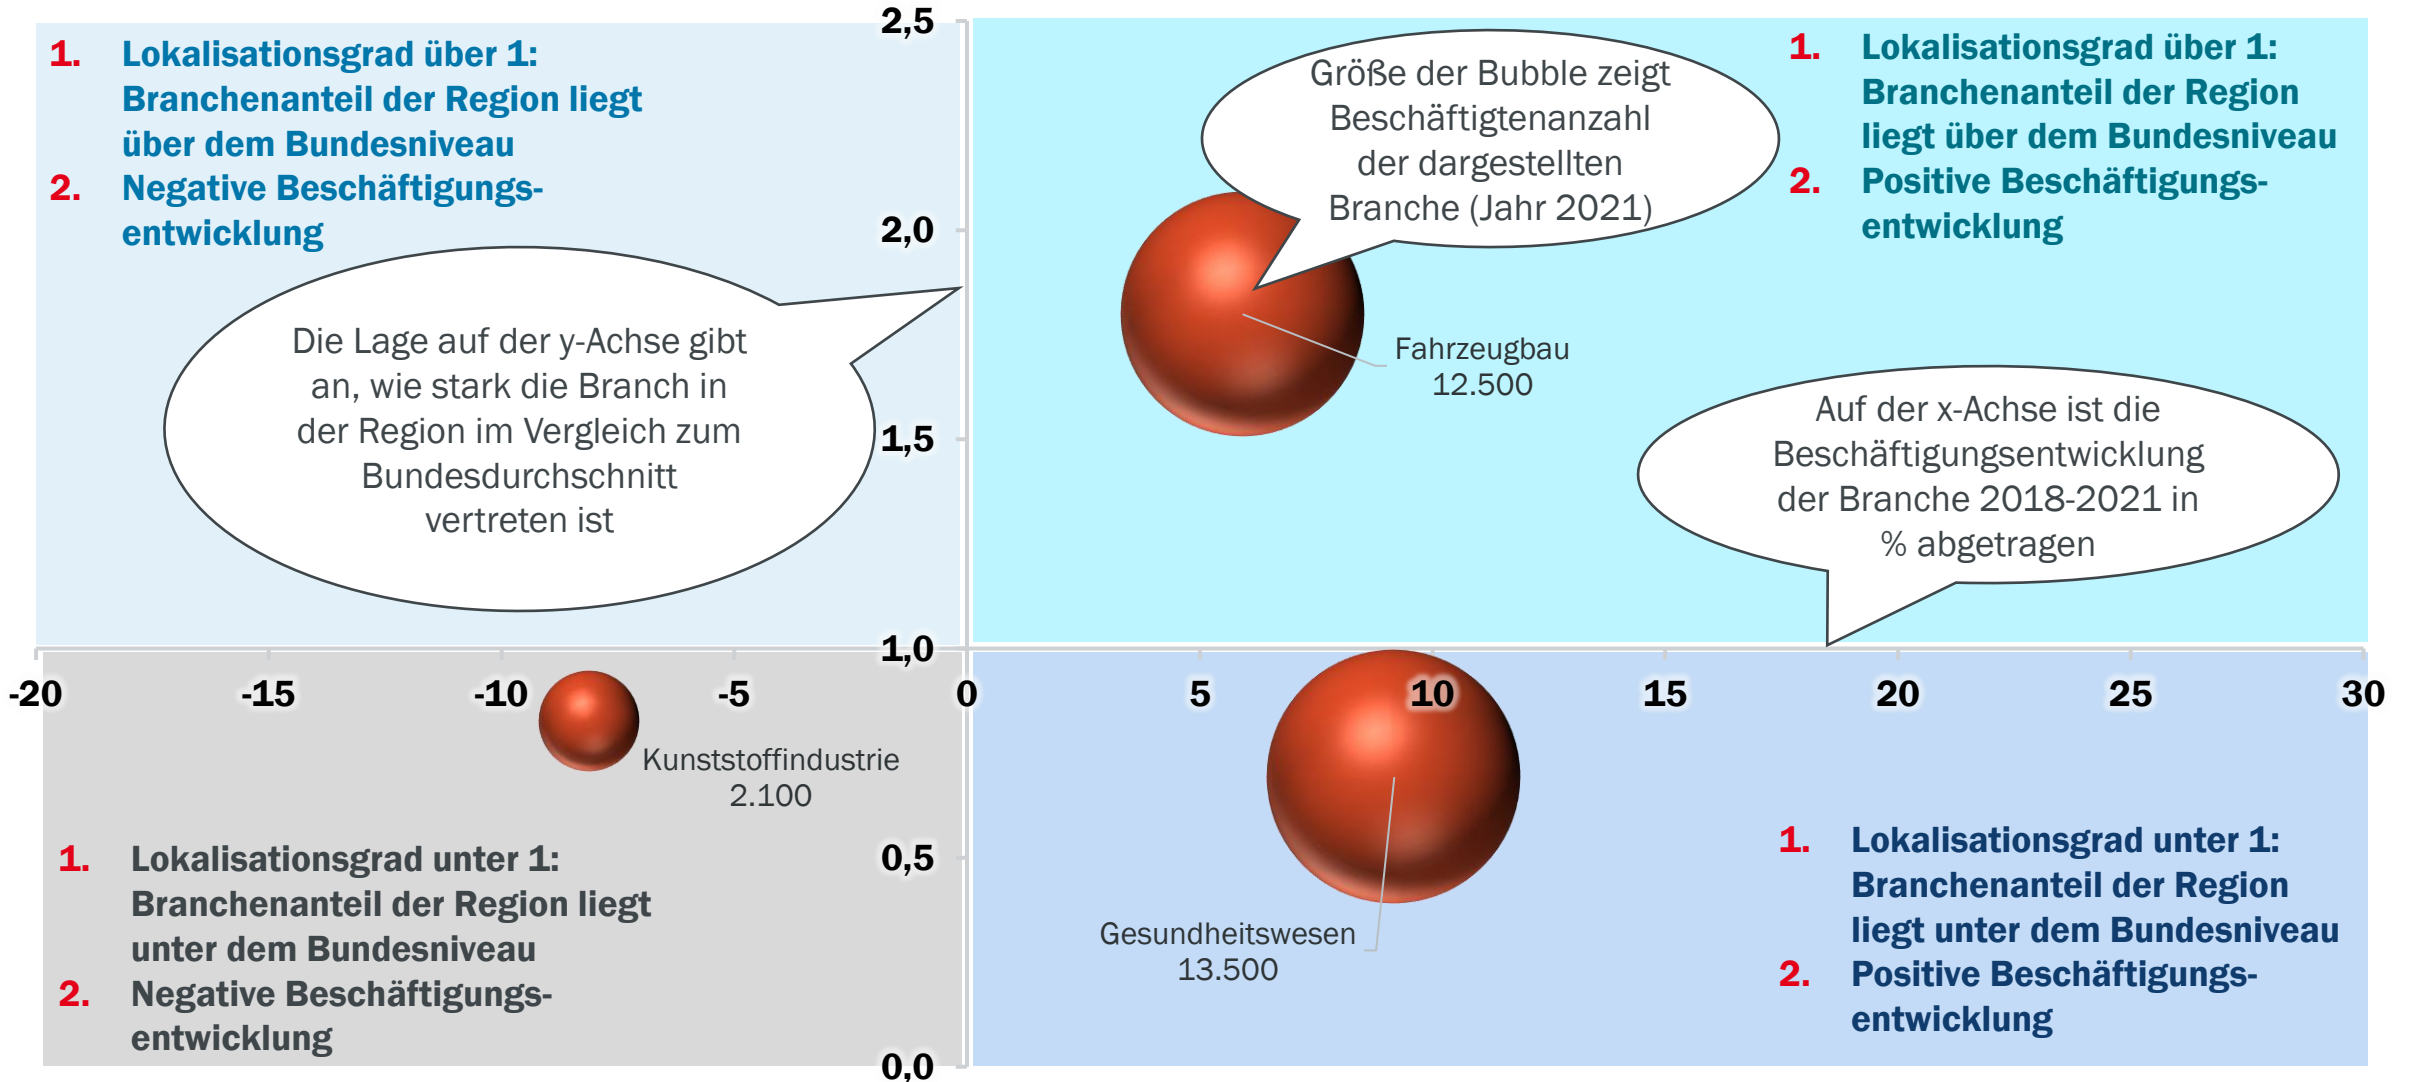 2,5
1. Lokalisationsgrad über 1:
Branchenanteil der Region liegt
über dem Bundesniveau
2. Negative Beschäftigungs-
entwicklung
Größe der Bubble zeigt
Beschäftigtenanzahl
der dargestellten
Branche (Jahr 2021)
1. Lokalisationsgrad über 1:
Branchenanteil der Region
liegt über dem Bundesniveau
2. Positive Beschäftigungs-
entwicklung
2,0
Die Lage auf der y-Achse gibt
an, wie stark die Branch in
der Region im Vergleich zum
Bundesdurchschnitt
vertreten ist
Fahrzeugbau
12.500
1,5
Auf der x-Achse ist die
Beschäftigungsentwicklung
der Branche 2018-2021 in
% abgetragen
1,0
-20 -15 -10 -5 0 5 10 15 20 25 30
Kunststoffindustrie
2.100
0,5
1. Lokalisationsgrad unter 1:
Branchenanteil der Region liegt
unter dem Bundesniveau
2. Negative Beschäftigungs-
entwicklung
Gesundheitswesen
13.500
1. Lokalisationsgrad unter 1:
Branchenanteil der Region
liegt unter dem Bundesniveau
2. Positive Beschäftigungs-
entwicklung
0,0